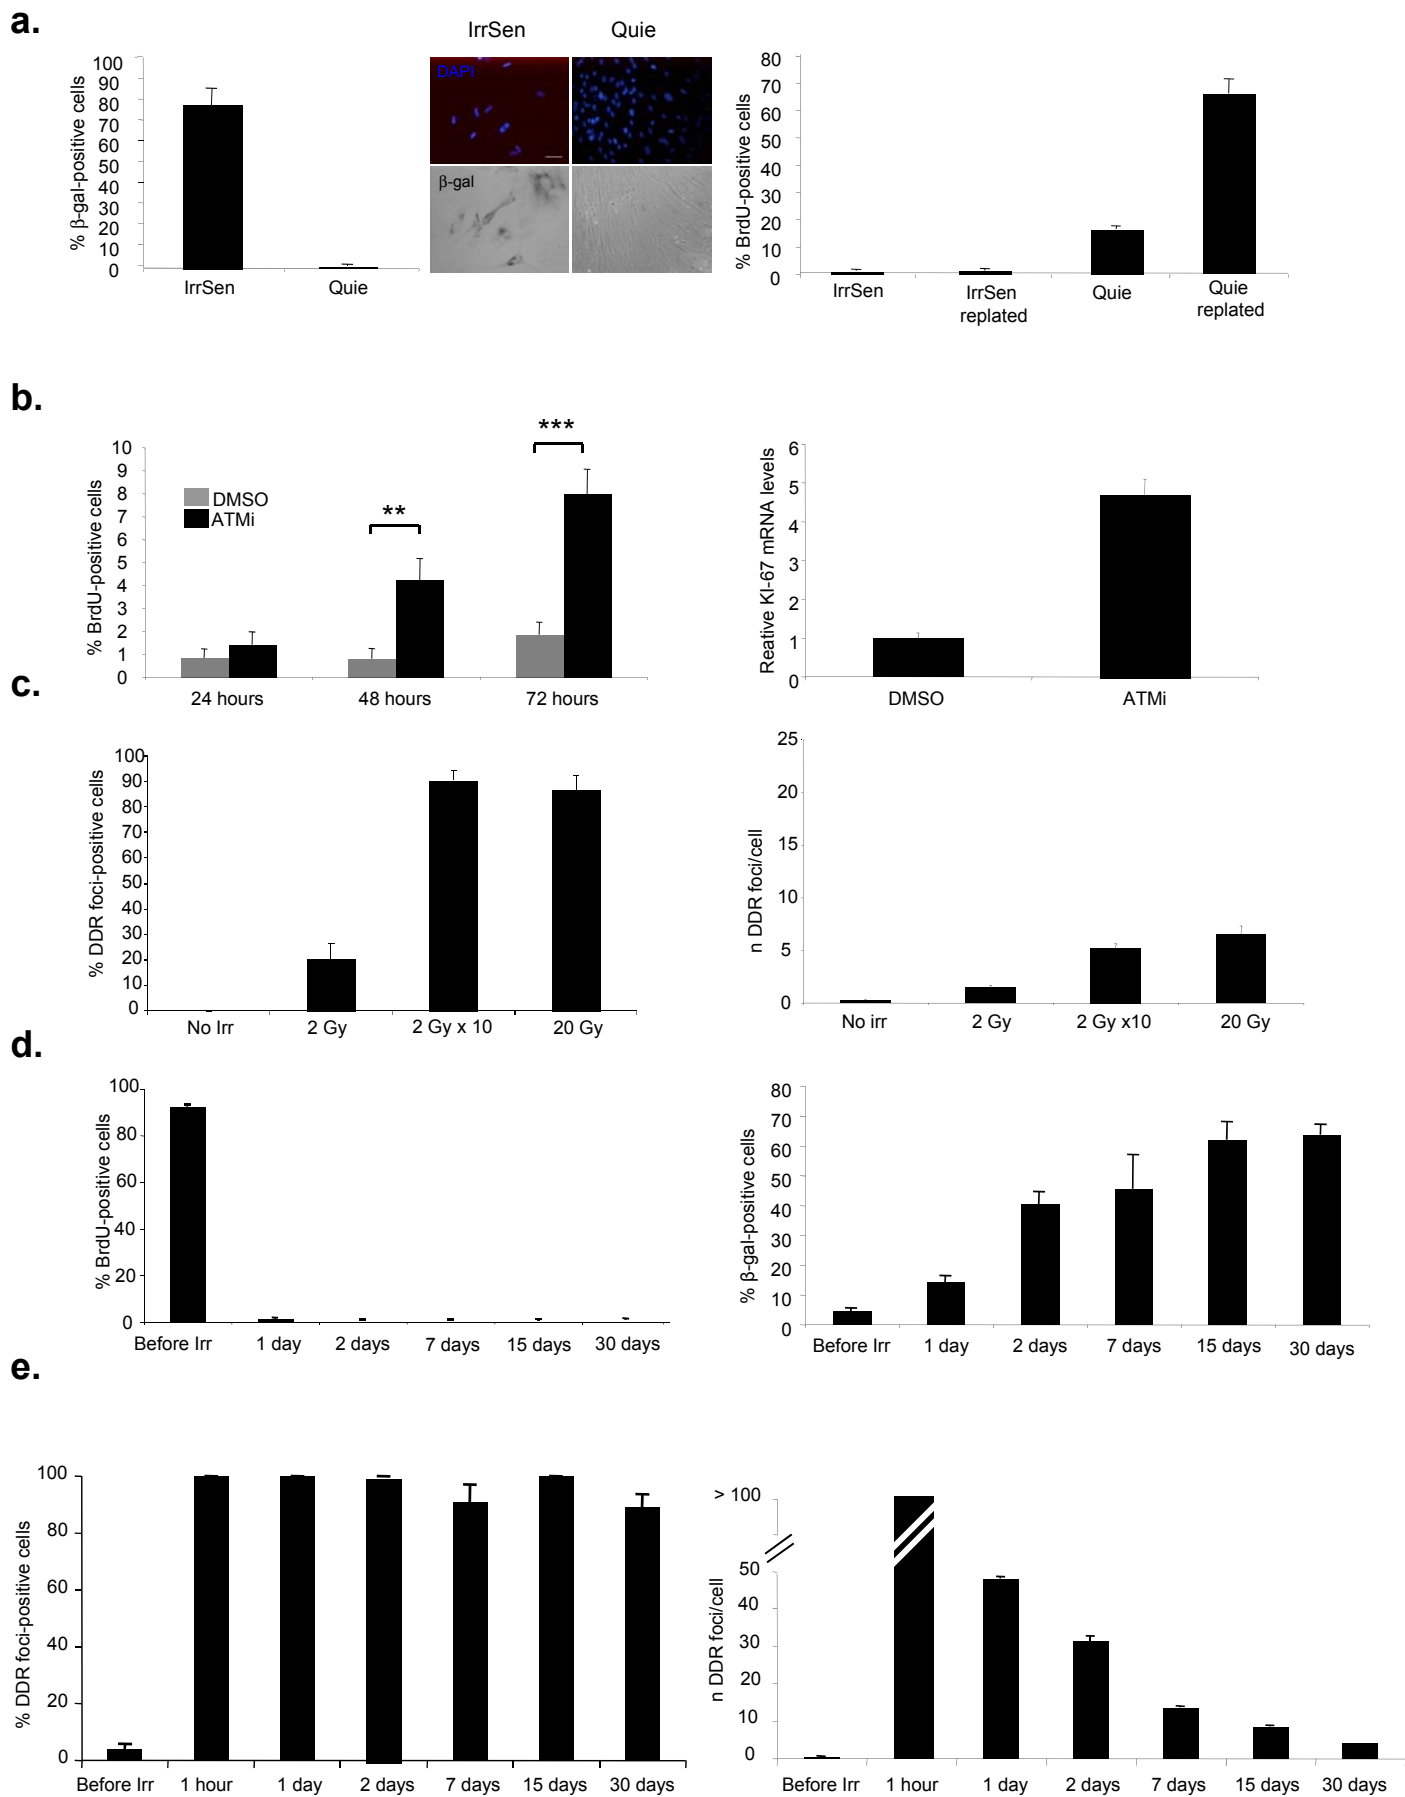 a.
IrrSen Quie
% β-gal-positive cells
100
90
80
70
60
50
40
30
20
10
0
IrrSen Quie
DAPI
β-gal
% BrdU-positive cells
80
70
60
50
40
30
20
10
0
IrrSen IrrSen replated Quie Quie replated
b.
% BrdU-positive cells
10
9
8
7
6
5
4
3
2
1
0
DMSO
ATMi
**
***
24 hours 48 hours 72 hours
Reative KI-67 mRNA levels
6
5
4
3
2
1
0
DMSO ATMi
c.
% DDR foci-positive cells
100
90
80
70
60
50
40
30
20
10
0
No Irr 2 Gy 2 Gy x 10 20 Gy
n DDR foci/cell
25
20
15
10
5
0
No irr 2 Gy 2 Gy x10 20 Gy
d.
% BrdU-positive cells
100
80
60
40
20
0
Before Irr 1 day 2 days 7 days 15 days 30 days
% β-gal-positive cells
80
70
60
50
40
30
20
10
0
Before Irr 1 day 2 days 7 days 15 days 30 days
e.
% DDR foci-positive cells
100
80
60
40
20
0
Before Irr 1 hour 1 day 2 days 7 days 15 days 30 days
n DDR foci/cell
> 100
50
40
30
20
10
0
Before Irr 1 hour 1 day 2 days 7 days 15 days 30 days